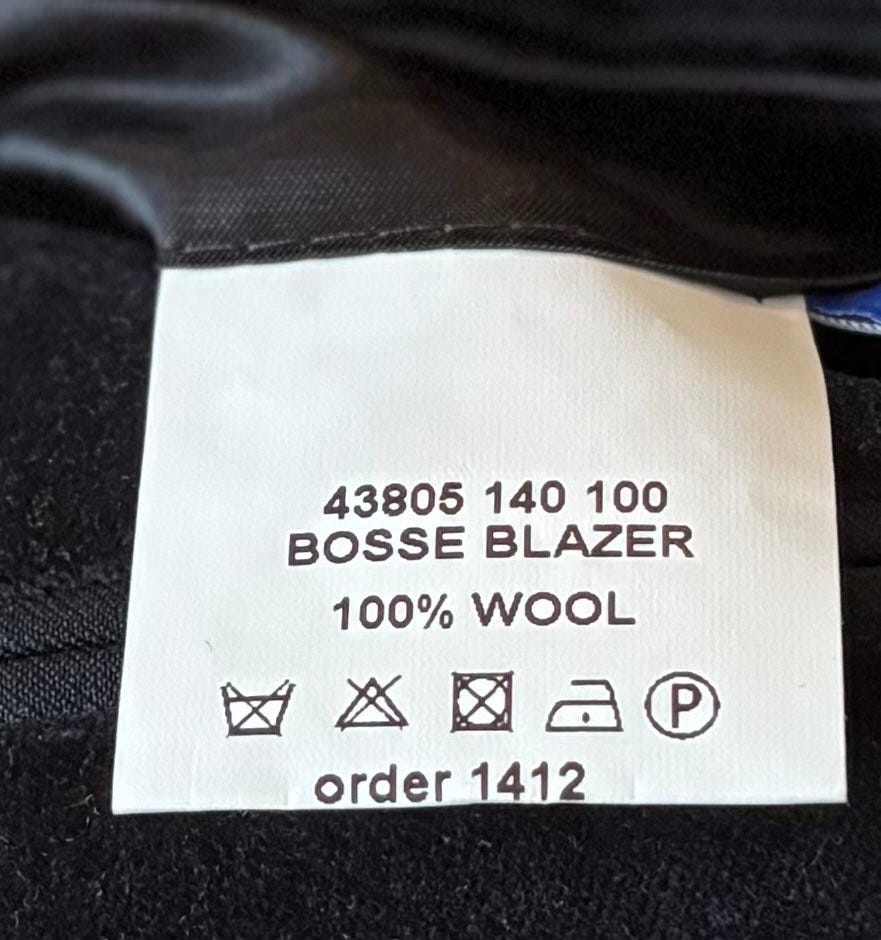 43805 140 100
BOSSE BLAZER
100% WOOL
P
order 1412